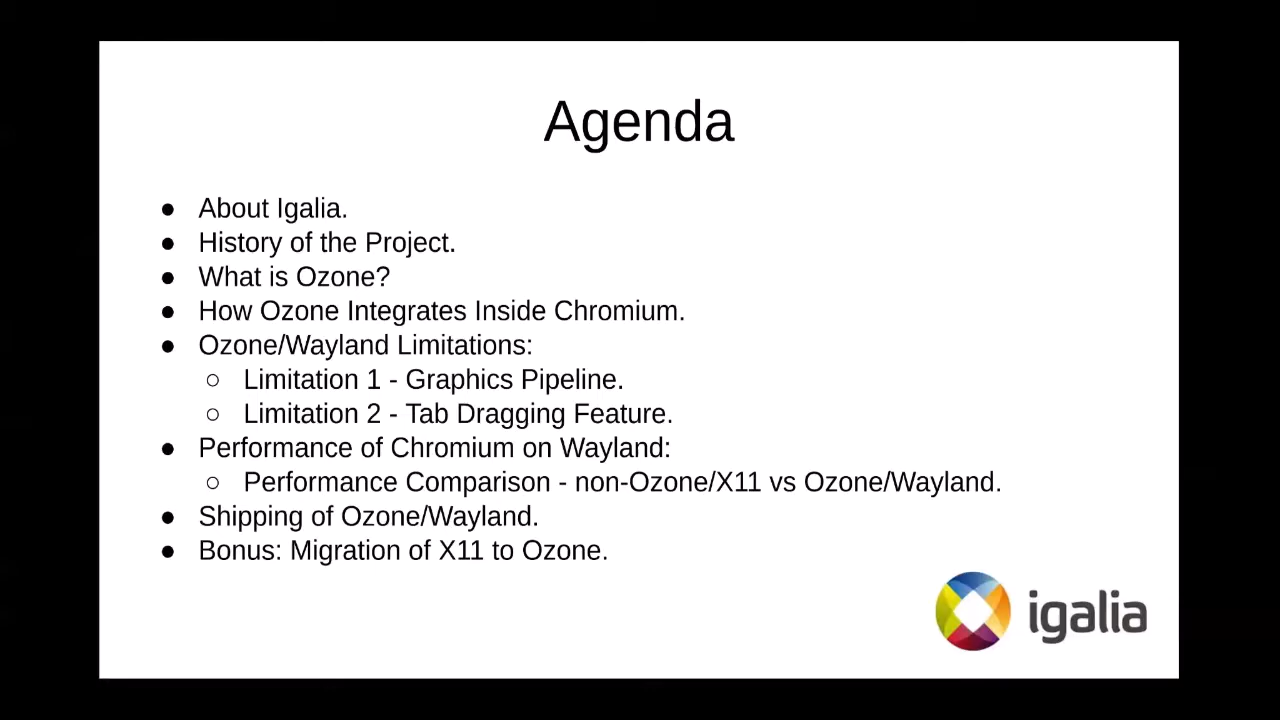 Agenda
● About Igalia.
● History of the Project.
● What is Ozone?
● How Ozone Integrates Inside Chromium.
● Ozone/Wayland Limitations:
○ Limitation 1 - Graphics Pipeline.
○ Limitation 2 - Tab Dragging Feature.
● Performance of Chromium on Wayland:
○ Performance Comparison - non-Ozone/X11 vs Ozone/Wayland.
● Shipping of Ozone/Wayland.
● Bonus: Migration of X11 to Ozone.
igalia